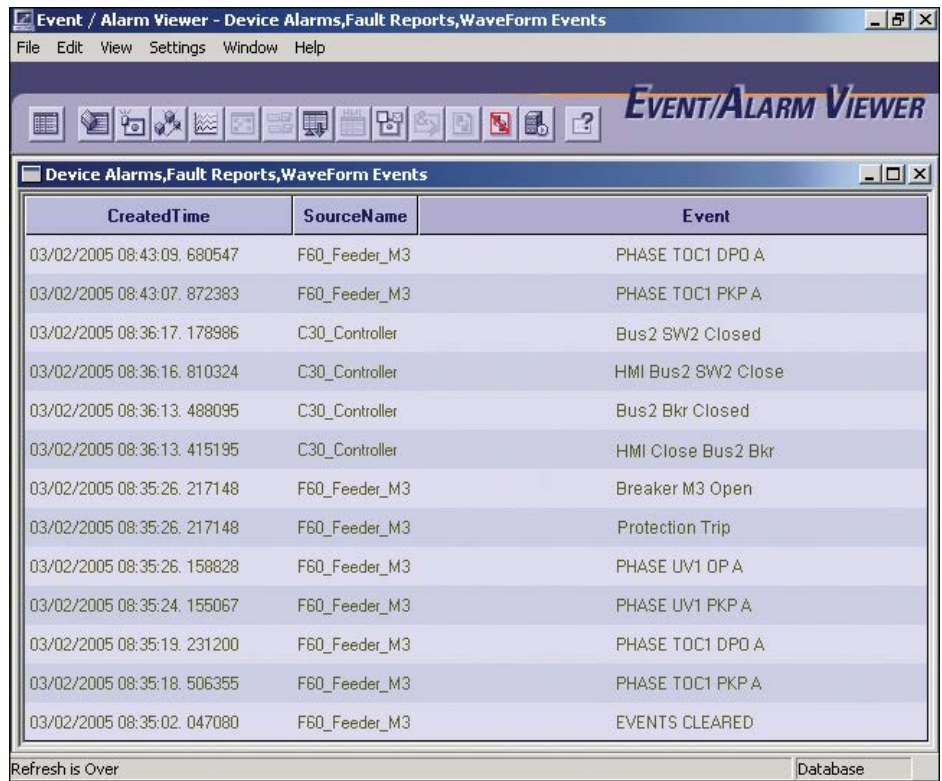 Event / Alarm Viewer - Device Alarms,Fault Reports,WaveForm Events
File Edit View Settings Window Help
EVENT/ALARM VIEWER
Device Alarms,Fault Reports,WaveForm Events
CreatedTime SourceName Event
03/02/2005 08:43:09. 680547 F60_Feeder_M3 PHASE TOC1 DPO A
03/02/2005 08:43:07. 872383 F60_Feeder_M3 PHASE TOC1 PKP A
03/02/2005 08:36:17. 178986 C30_Controller Bus2 SW2 Closed
03/02/2005 08:36:16. 810324 C30_Controller HMI Bus2 SW2 Close
03/02/2005 08:36:13. 488095 C30_Controller Bus2 Bkr Closed
03/02/2005 08:36:13. 415195 C30_Controller HMI Close Bus2 Bkr
03/02/2005 08:35:26. 217148 F60_Feeder_M3 Breaker M3 Open
03/02/2005 08:35:26. 217148 F60_Feeder_M3 Protection Trip
03/02/2005 08:35:26. 158828 F60_Feeder_M3 PHASE UV1 OP A
03/02/2005 08:35:24. 155067 F60_Feeder_M3 PHASE UV1 PKP A
03/02/2005 08:35:19. 231200 F60_Feeder_M3 PHASE TOC1 DPO A
03/02/2005 08:35:18. 506355 F60_Feeder_M3 PHASE TOC1 PKP A
03/02/2005 08:35:02. 047080 F60_Feeder_M3 EVENTS CLEARED
Refresh is Over Database